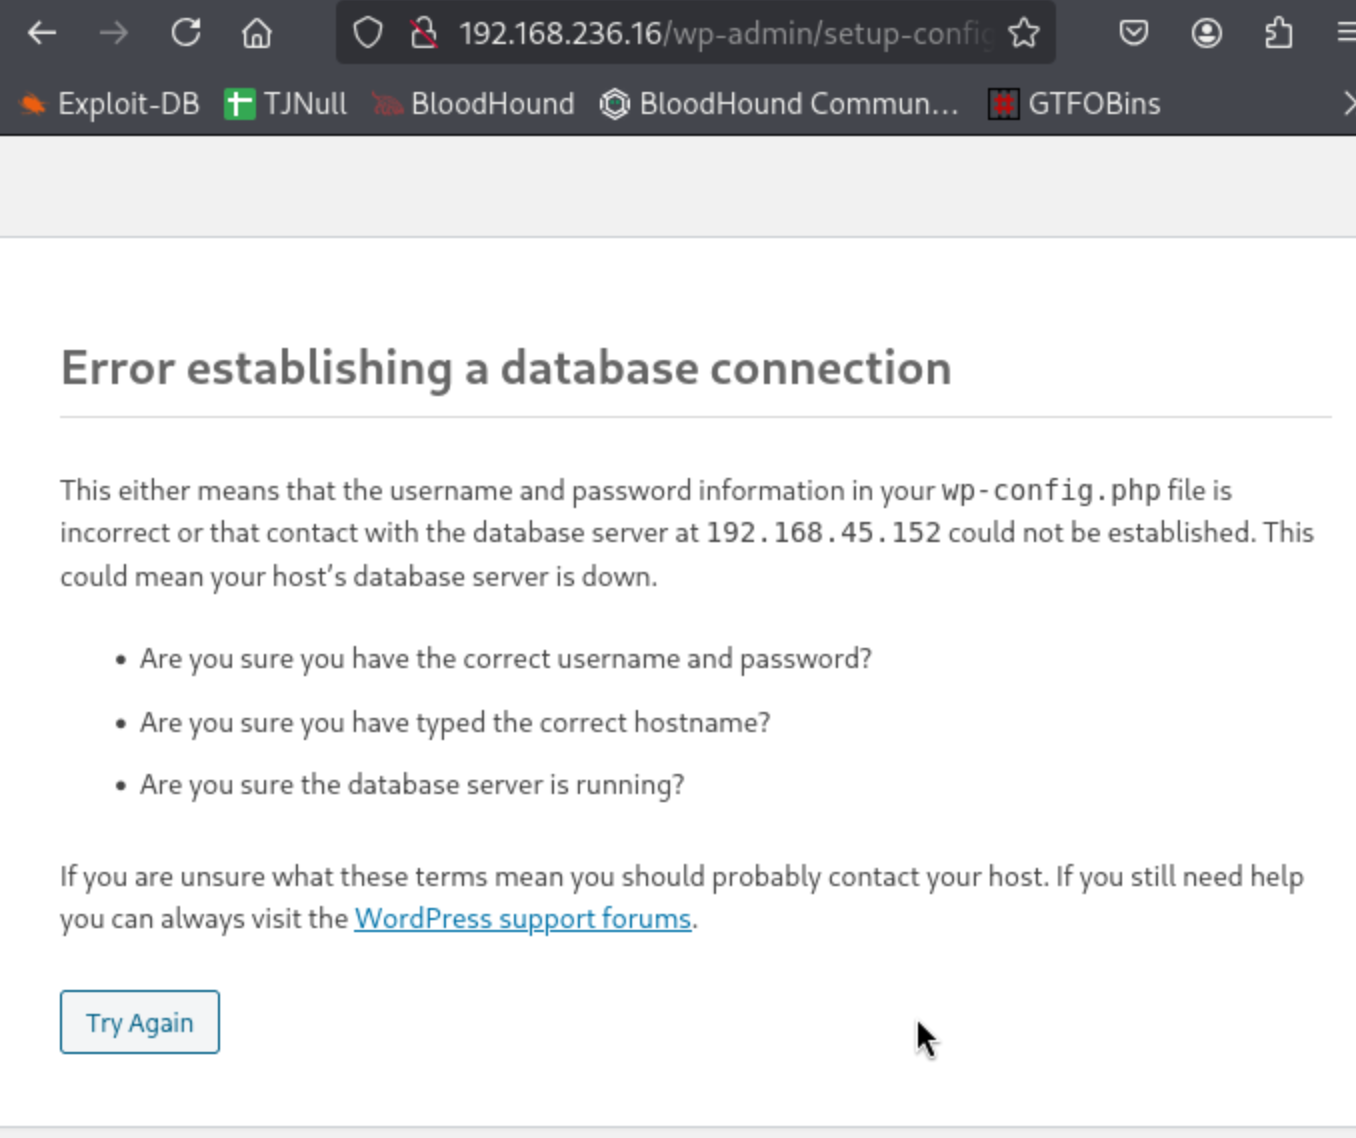 192.168.236.16/wp-admin/setup-config
Exploit-DB TJNull BloodHound BloodHound Commun... GTFOBins
Error establishing a database connection
This either means that the username and password information in your wp-config.php file is
incorrect or that contact with the database server at 192.168.45.152 could not be established. This
could mean your host’s database server is down.
• Are you sure you have the correct username and password?
• Are you sure you have typed the correct hostname?
• Are you sure the database server is running?
If you are unsure what these terms mean you should probably contact your host. If you still need help
you can always visit the WordPress support forums.
Try Again